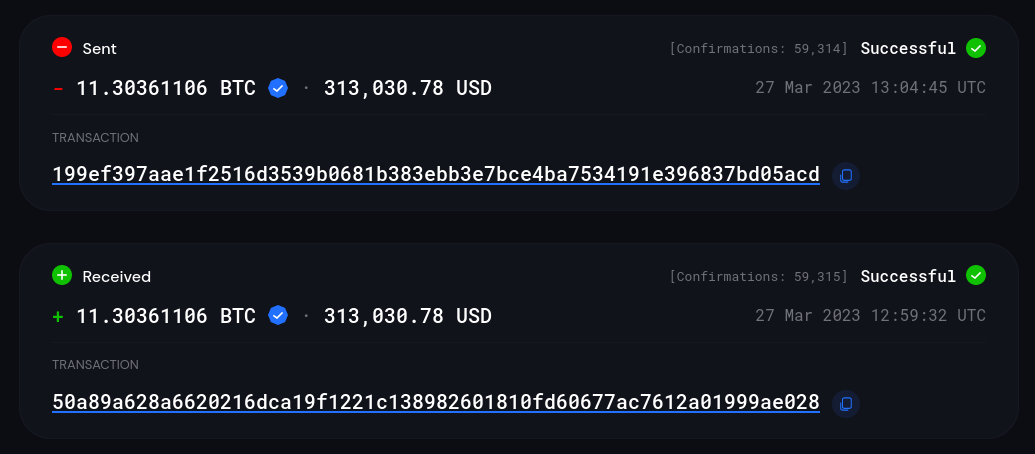 Sent [Confirmations: 59,314] Successful
- 11.30361106 BTC · 313,030.78 USD 27 Mar 2023 13:04:45 UTC
TRANSACTION
199ef397aae1f2516d3539b0681b383ebb3e7bce4ba7534191e396837bd05acd
Received [Confirmations: 59,315] Successful
+ 11.30361106 BTC · 313,030.78 USD 27 Mar 2023 12:59:32 UTC
TRANSACTION
50a89a628a6620216dca19f1221c138982601810fd60677ac7612a01999ae028